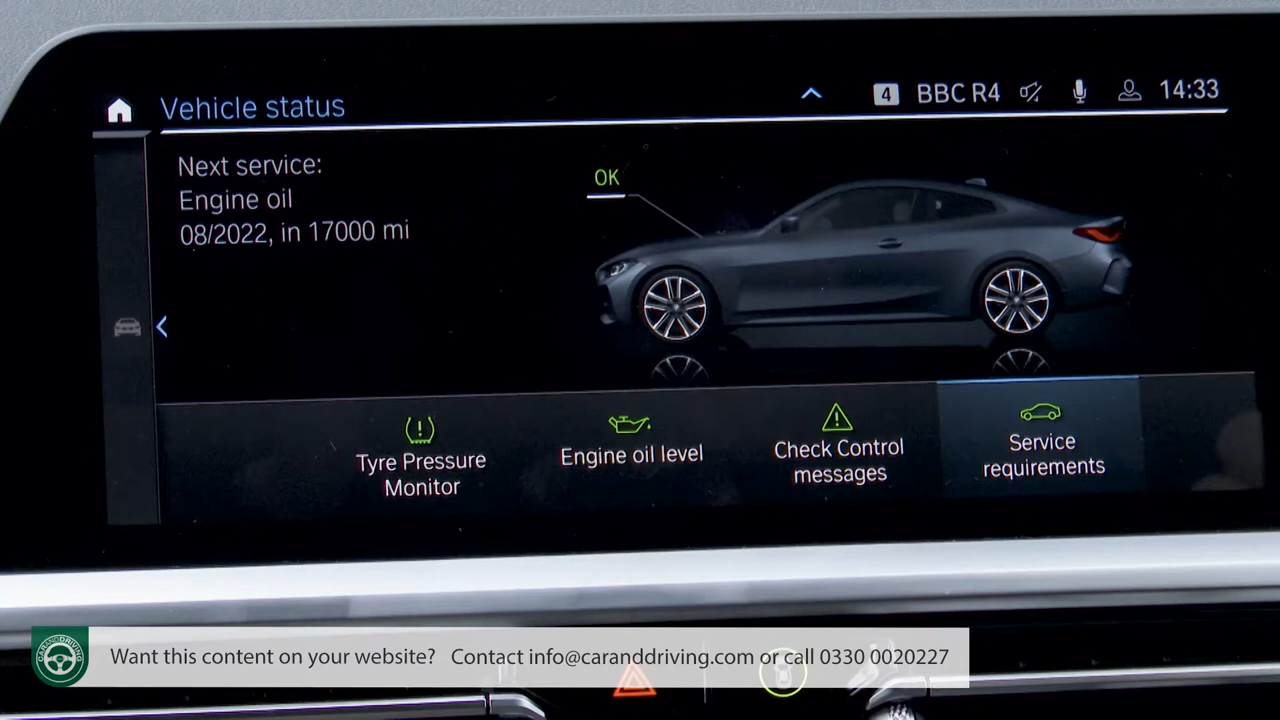 Vehicle status
4 BBC R4 14:33
Next service:
Engine oil
08/2022, in 17000 mi
OK
Tyre Pressure
Monitor
Engine oil level
Check Control
messages
Service
requirements
CARANDDRIVING
Want this content on your website? Contact info@caranddriving.com or call 0330 0020227